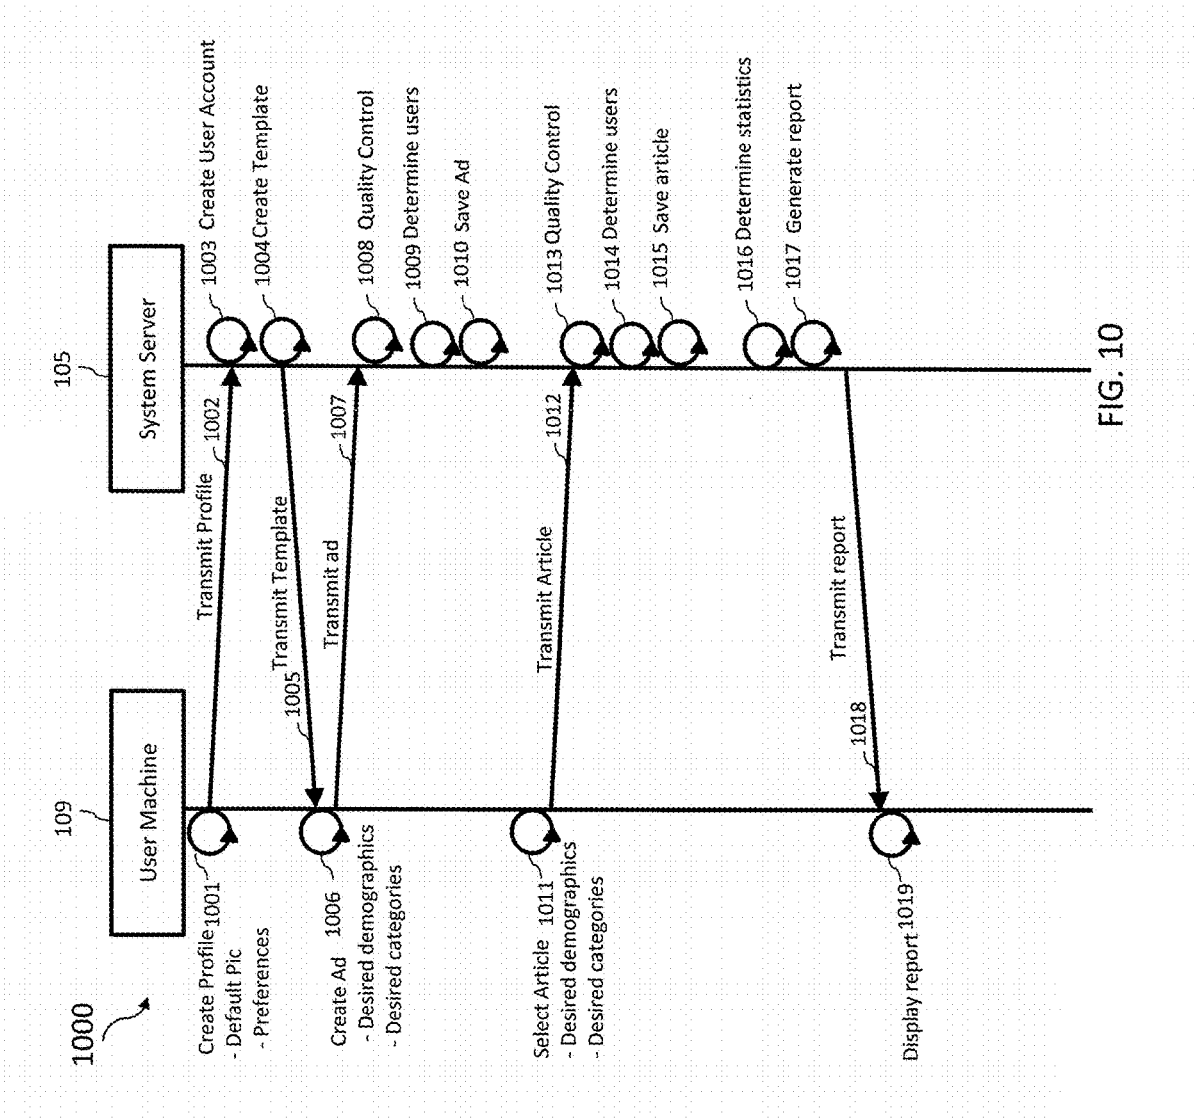 1000
109
User Machine
105
System Server
Create Profile 1001
- Default Pic
- Preferences
Transmit Profile 1002
1003 Create User Account
1004 Create Template
Transmit Template
1005
Create Ad 1006
- Desired demographics
- Desired categories
Transmit ad 1007
1008 Quality Control
1009 Determine users
1010 Save Ad
Select Article 1011
- Desired demographics
- Desired categories
Transmit Article 1012
1013 Quality Control
1014 Determine users
1015 Save article
1016 Determine statistics
1017 Generate report
Transmit report
1018
Display report 1019
FIG. 10